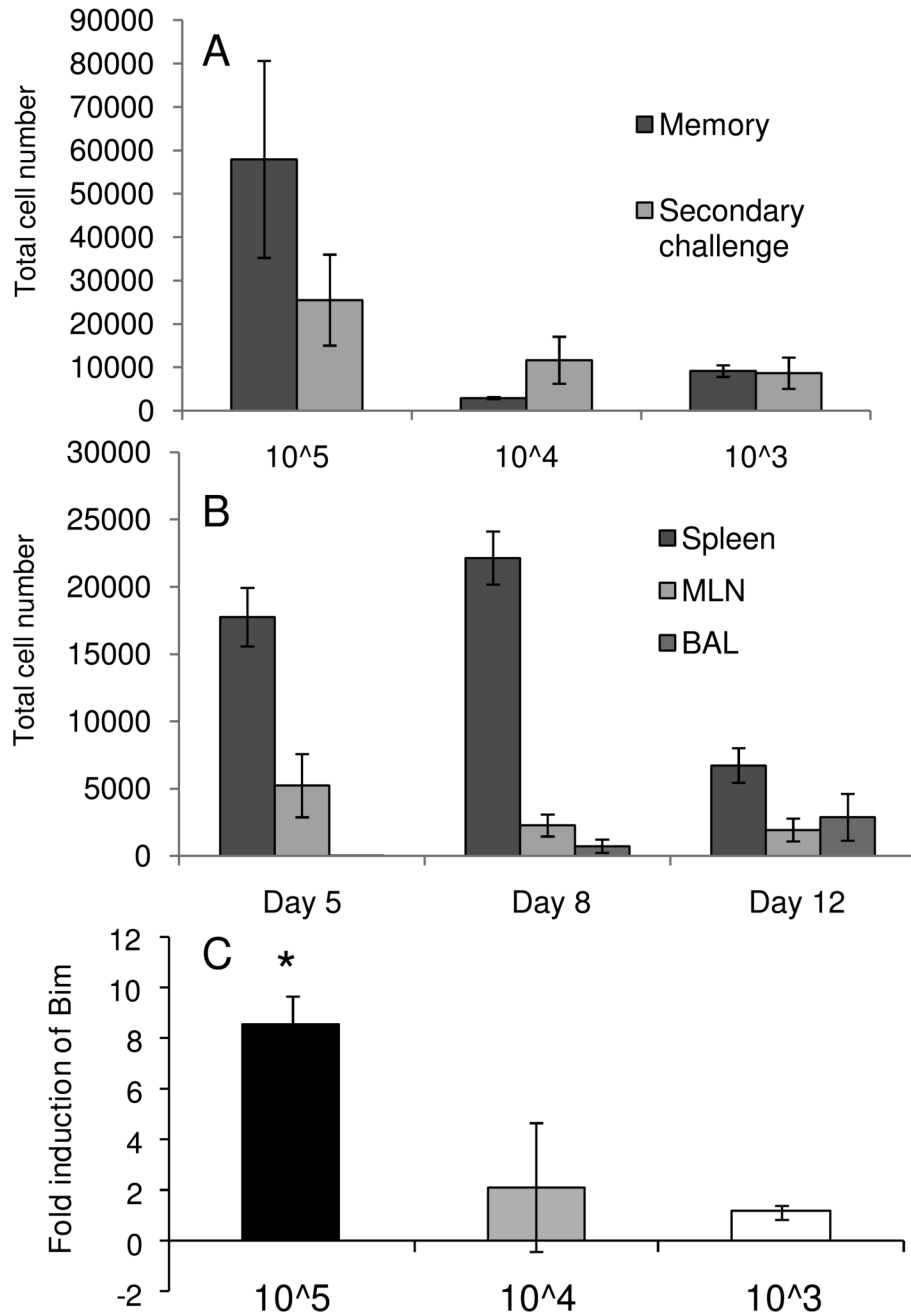 A
Total cell number
90000
80000
70000
60000
50000
40000
30000
20000
10000
0
Memory
Secondary
challenge
10^5 10^4 10^3
B
Total cell number
30000
25000
20000
15000
10000
5000
0
Spleen
MLN
BAL
Day 5 Day 8 Day 12
C
Fold induction of Bim
12
10
8
6
4
2
0
-2
*
10^5 10^4 10^3